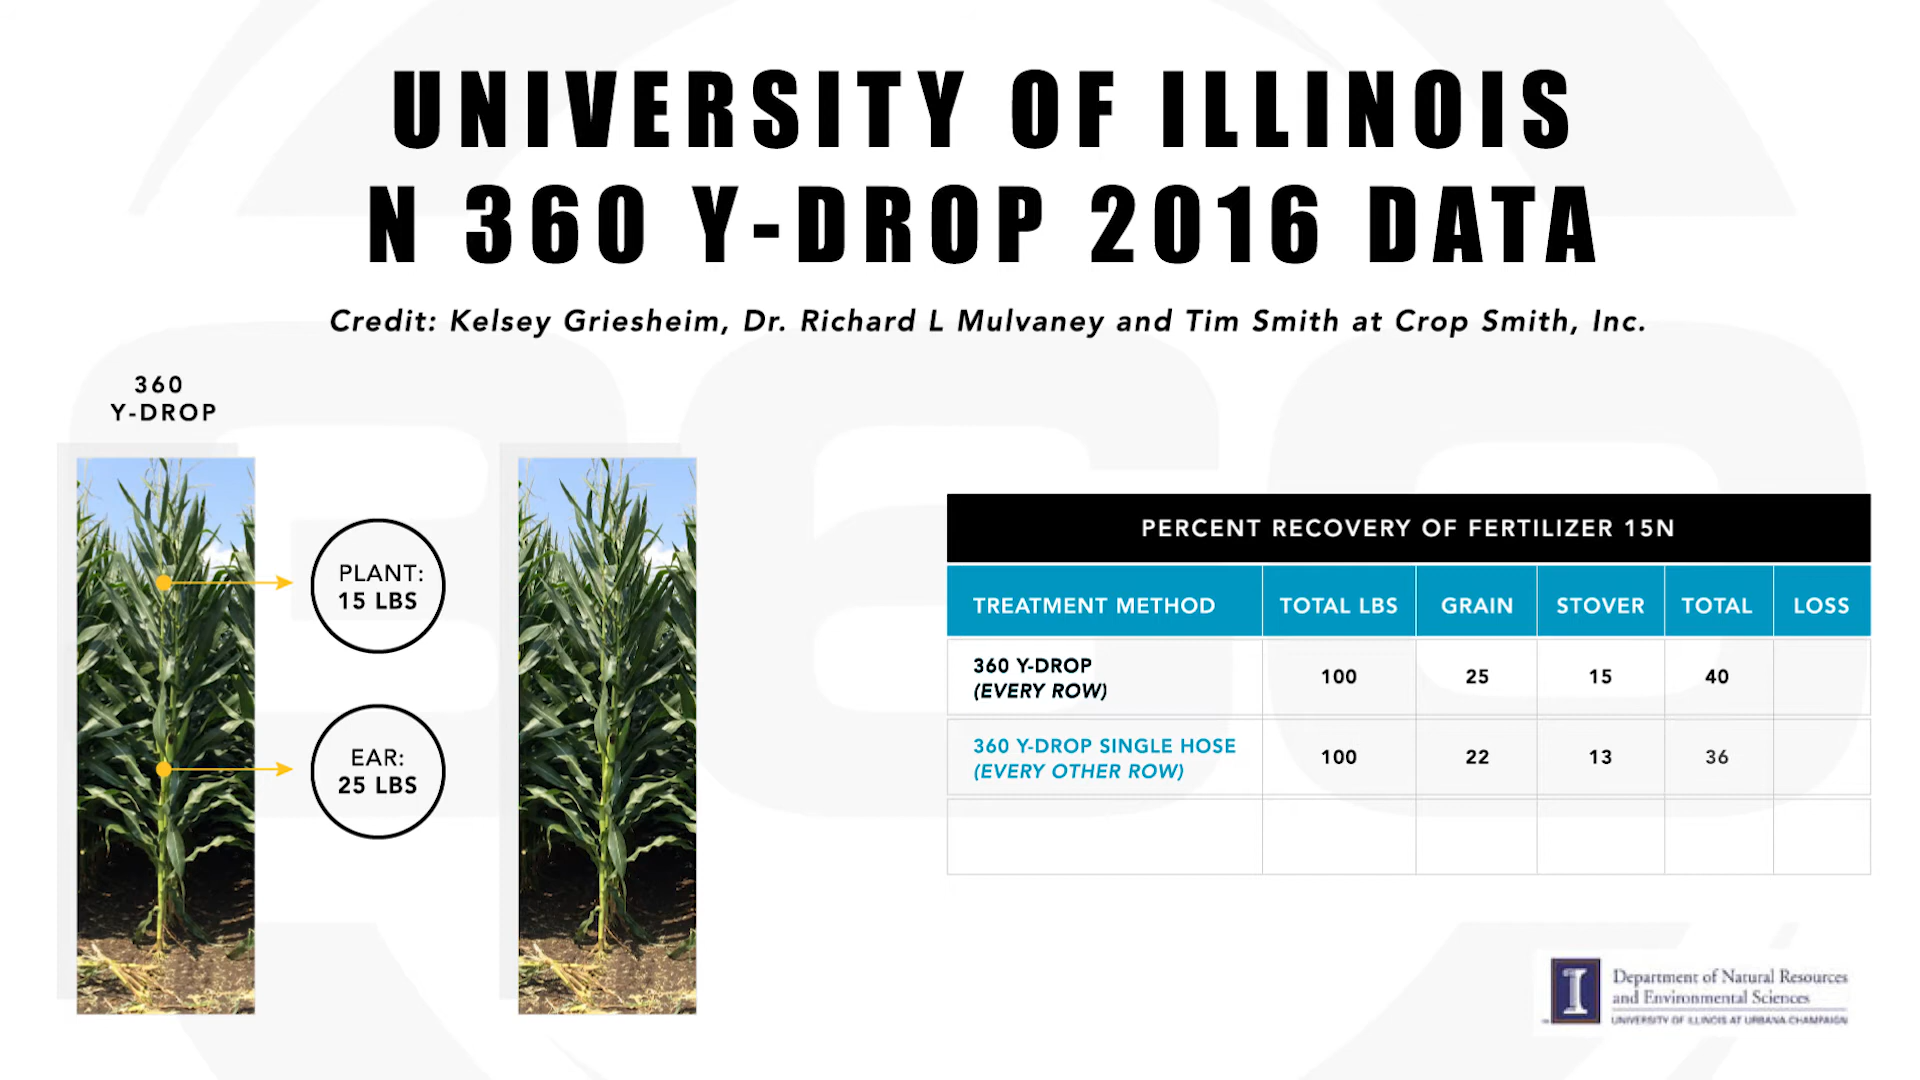 UNIVERSITY OF ILLINOIS
N 360 Y-DROP 2016 DATA
Credit: Kelsey Griesheim, Dr. Richard L Mulvaney and Tim Smith at Crop Smith, Inc.
360
Y-DROP
PLANT:
15 LBS
EAR:
25 LBS
PERCENT RECOVERY OF FERTILIZER 15N
TREATMENT METHOD TOTAL LBS GRAIN STOVER TOTAL LOSS
360 Y-DROP
(EVERY ROW) 100 25 15 40
360 Y-DROP SINGLE HOSE
(EVERY OTHER ROW) 100 22 13 36
I
Department of Natural Resources
and Environmental Sciences
UNIVERSITY OF ILLINOIS AT URBANA-CHAMPAIGN